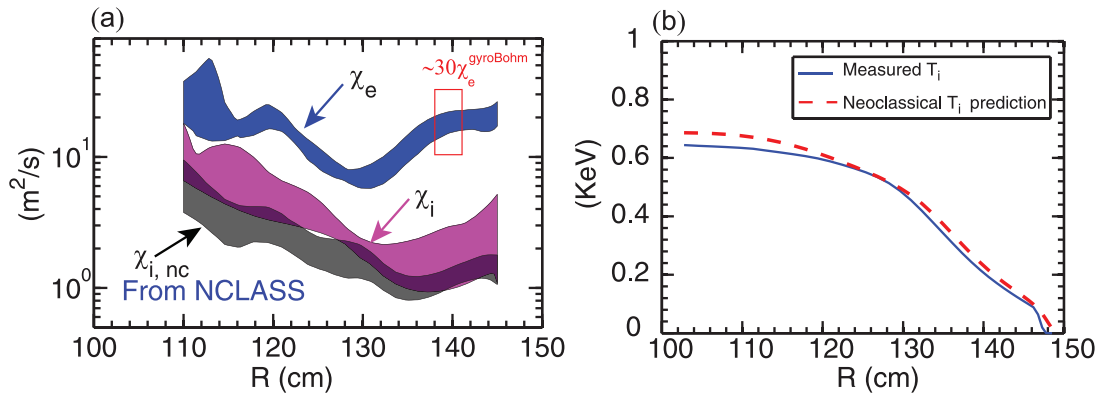 (a)
(m²/s)
10¹
10⁰
~30χₑ^gyroBohm
χₑ
χᵢ
χᵢ, nc
From NCLASS
100 110 120 130 140 150
R (cm)
(b)
(KeV)
1
0.8
0.6
0.4
0.2
0
Measured Tᵢ
Neoclassical Tᵢ prediction
100 110 120 130 140 150
R (cm)